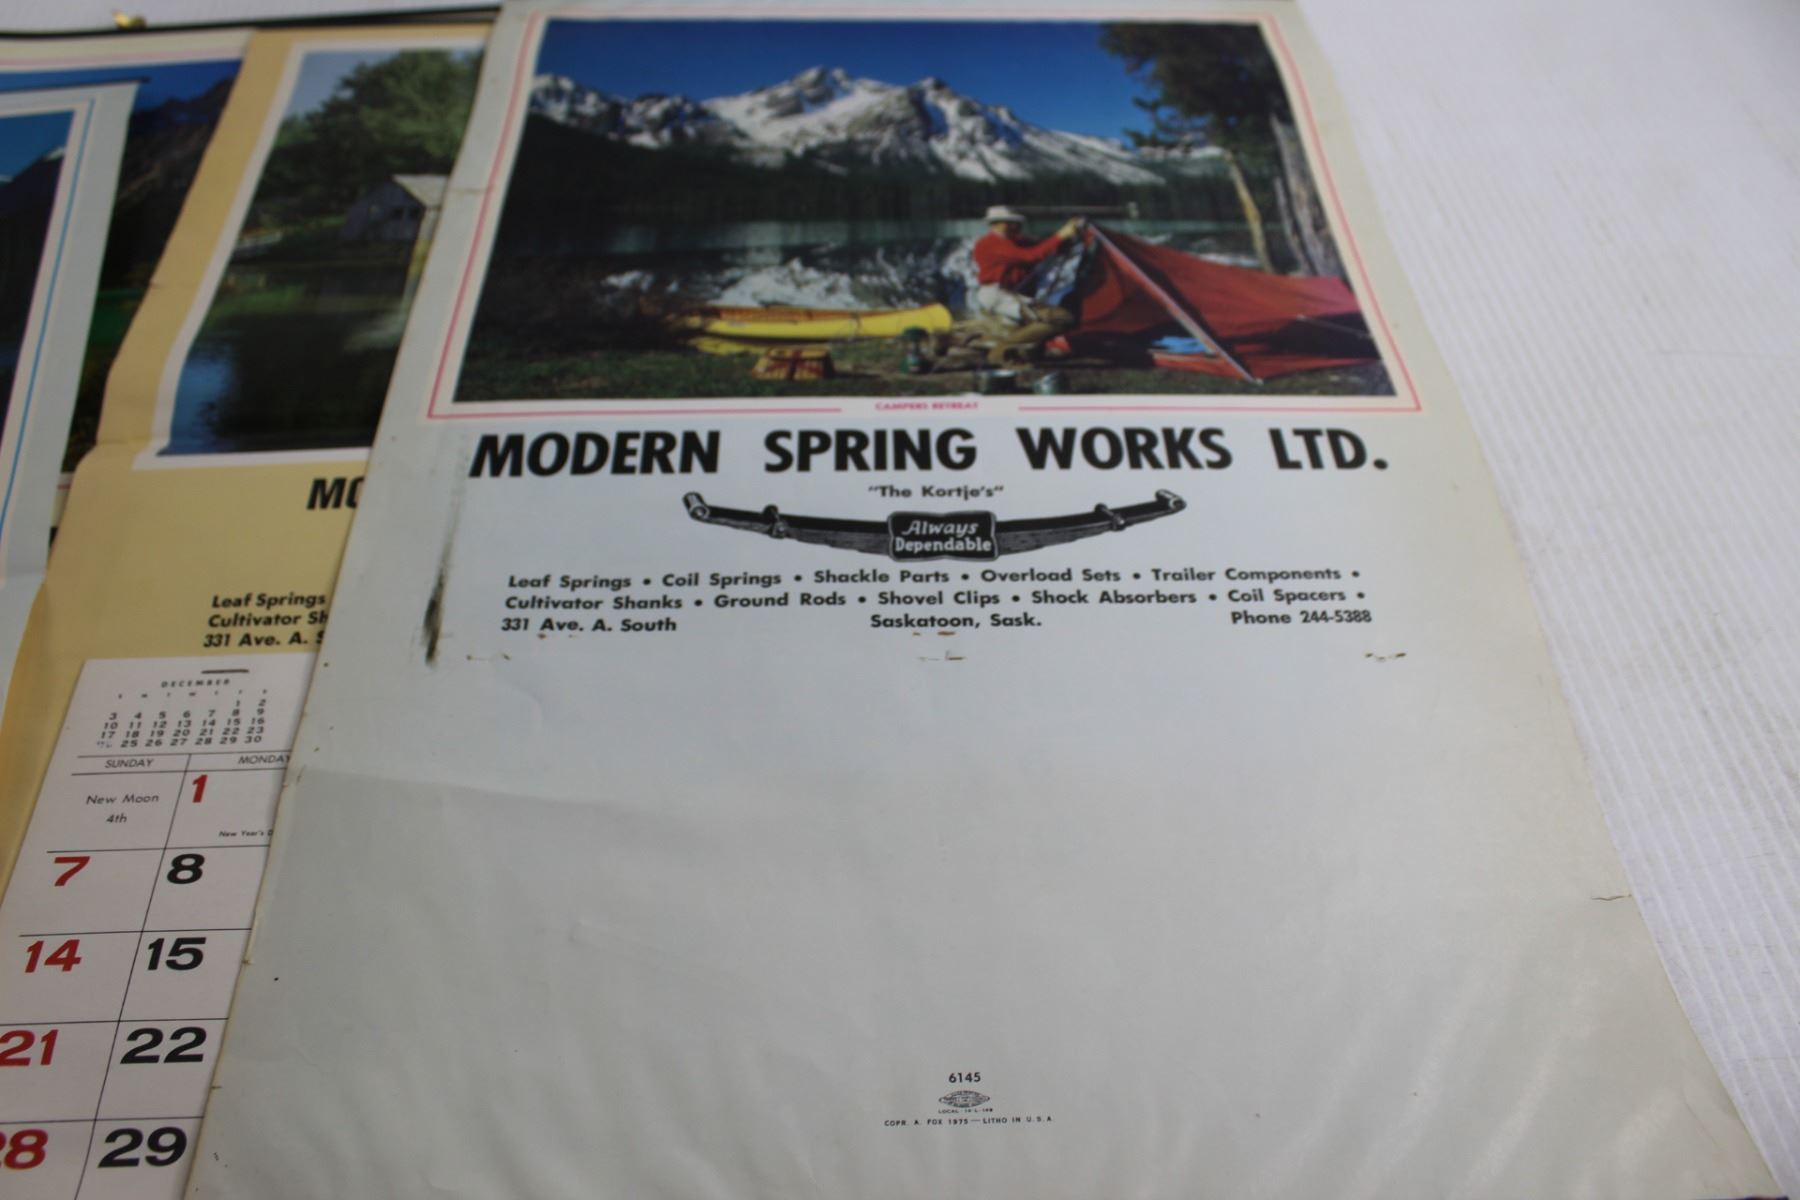 CAMPERS RETREAT
MODERN SPRING WORKS LTD.
"The Kortje's"
Always
Dependable
Leaf Springs • Coil Springs • Shackle Parts • Overload Sets • Trailer Components •
Cultivator Shanks • Ground Rods • Shovel Clips • Shock Absorbers • Coil Spacers •
331 Ave. A. South Saskatoon, Sask. Phone 244-5388
6145
COPR. A. FOX 1975 — LITHO IN U.S.A.
MO
Leaf Springs
Cultivator Sh
331 Ave. A. S
DECEMBER
S M T W T F S
1 2
3 4 5 6 7 8 9
10 11 12 13 14 15 16
17 18 19 20 21 22 23
25 26 27 28 29 30
SUNDAY MONDAY
New Moon
4th
1
New Year's D
7 8
14 15
21 22
28 29